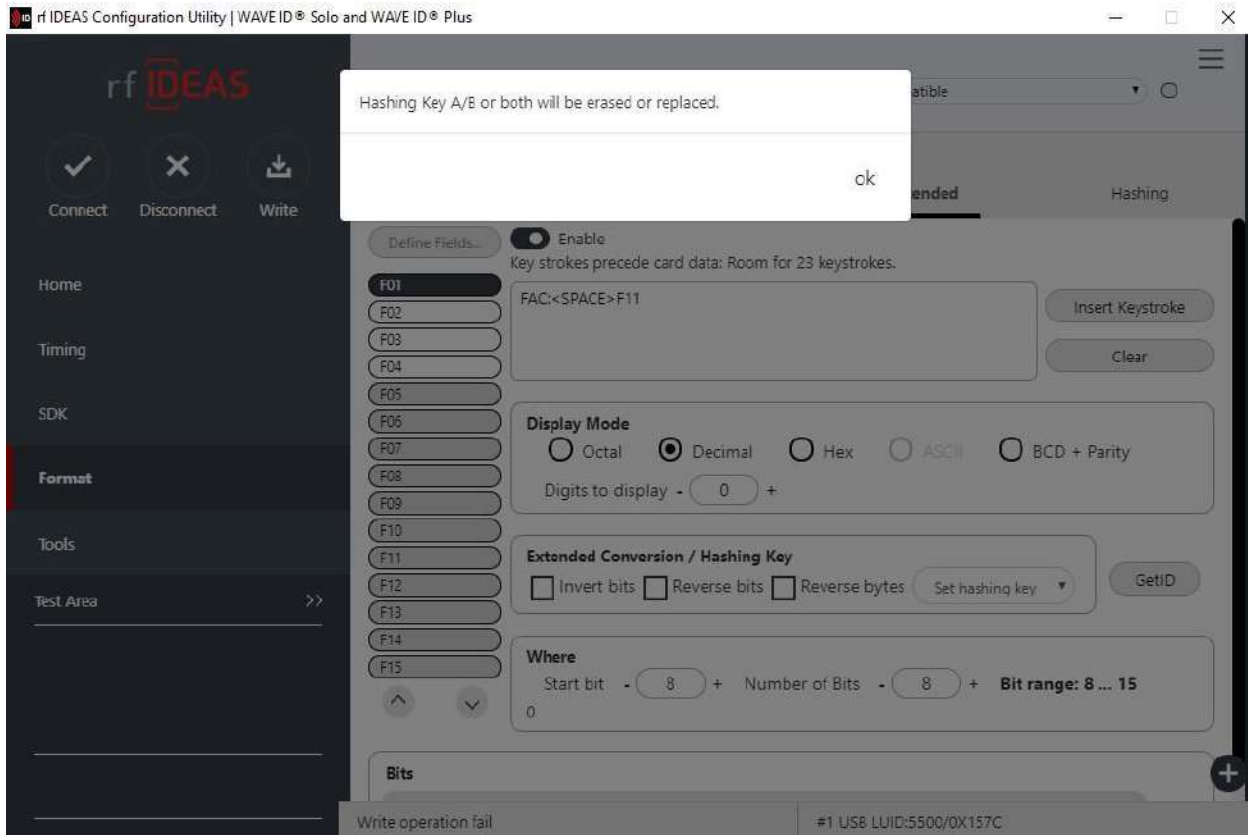 rf IDEAS Configuration Utility | WAVE ID® Solo and WAVE ID® Plus
rf IDEAS
Connect
Disconnect
Write
Home
Timing
SDK
Format
Tools
Test Area >>
Hashing Key A/B or both will be erased or replaced.
ok
atible
ended
Hashing
Define Fields...
Enable
Key strokes precede card data: Room for 23 keystrokes.
F01
F02
F03
F04
F05
F06
F07
F08
F09
F10
F11
F12
F13
F14
F15
FAC:<SPACE>F11
Insert Keystroke
Clear
Display Mode
Octal Decimal Hex ASCII BCD + Parity
Digits to display - 0 +
Extended Conversion / Hashing Key
Invert bits Reverse bits Reverse bytes Set hashing key
GetID
Where
Start bit - 8 + Number of Bits - 8 + Bit range: 8 ... 15
0
Bits
+
Write operation fail
#1 USB LUID:5500/0X157C